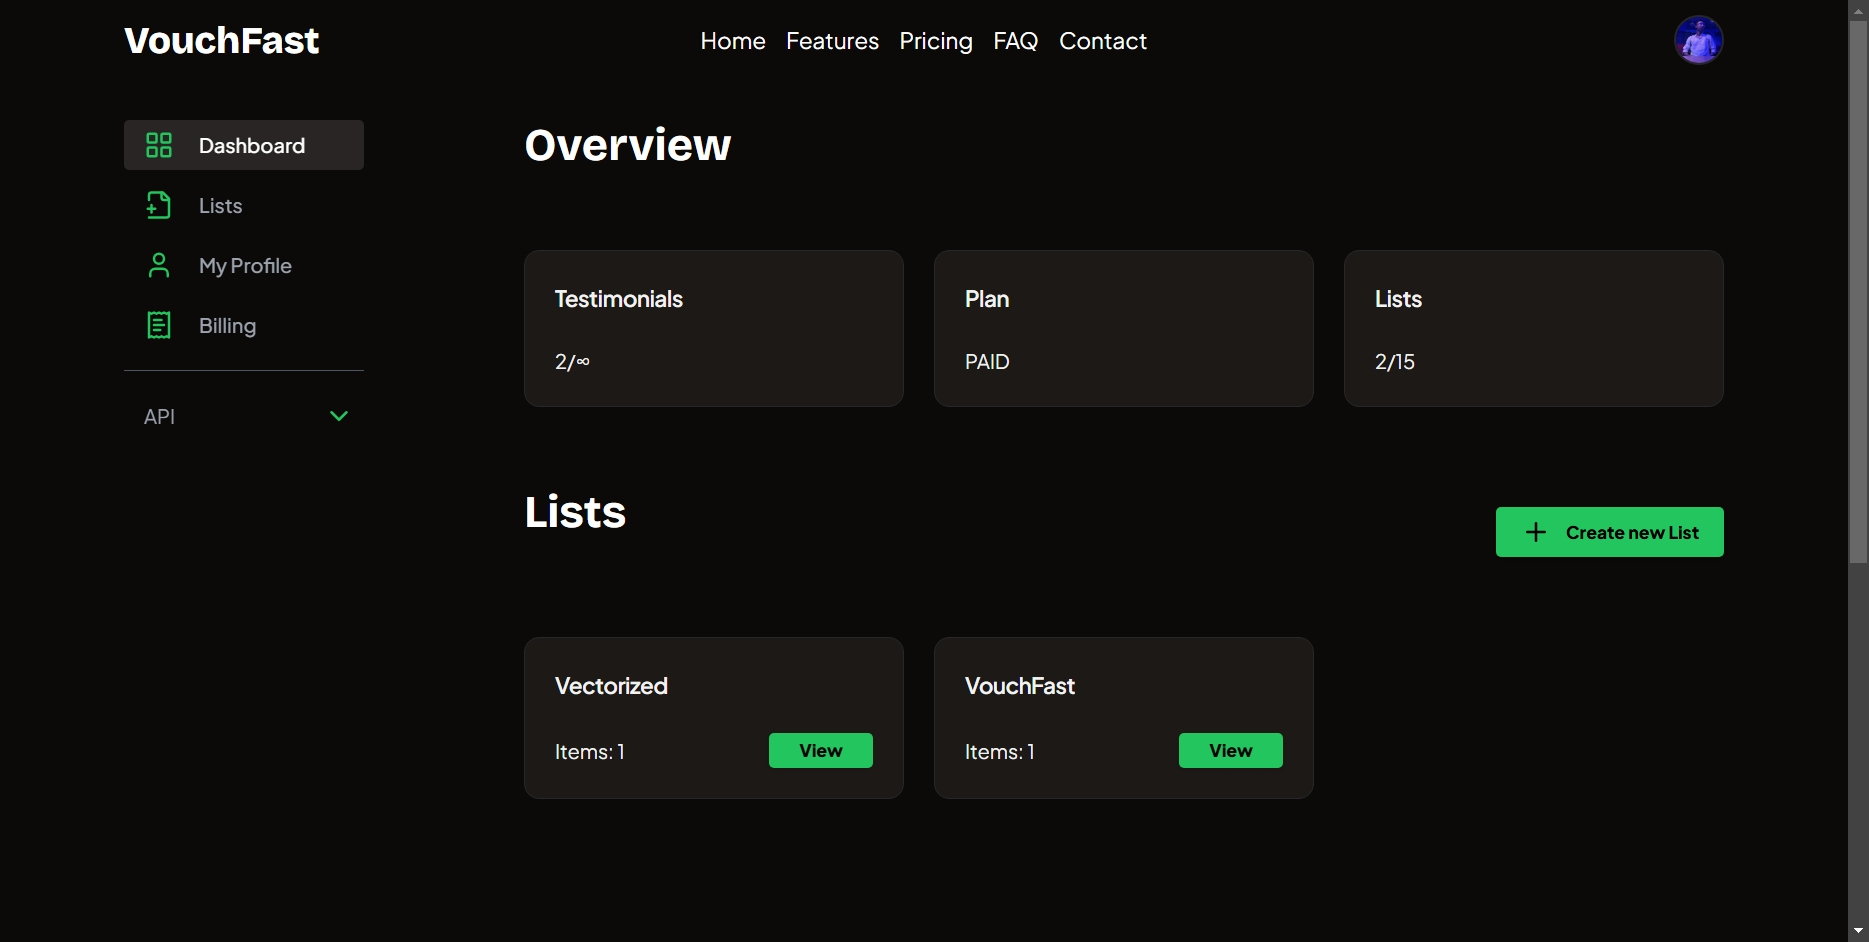 VouchFast
Home Features Pricing FAQ Contact
Dashboard
Lists
My Profile
Billing
API
Overview
Testimonials
2/∞
Plan
PAID
Lists
2/15
Lists
Create new List
Vectorized
Items: 1
View
VouchFast
Items: 1
View